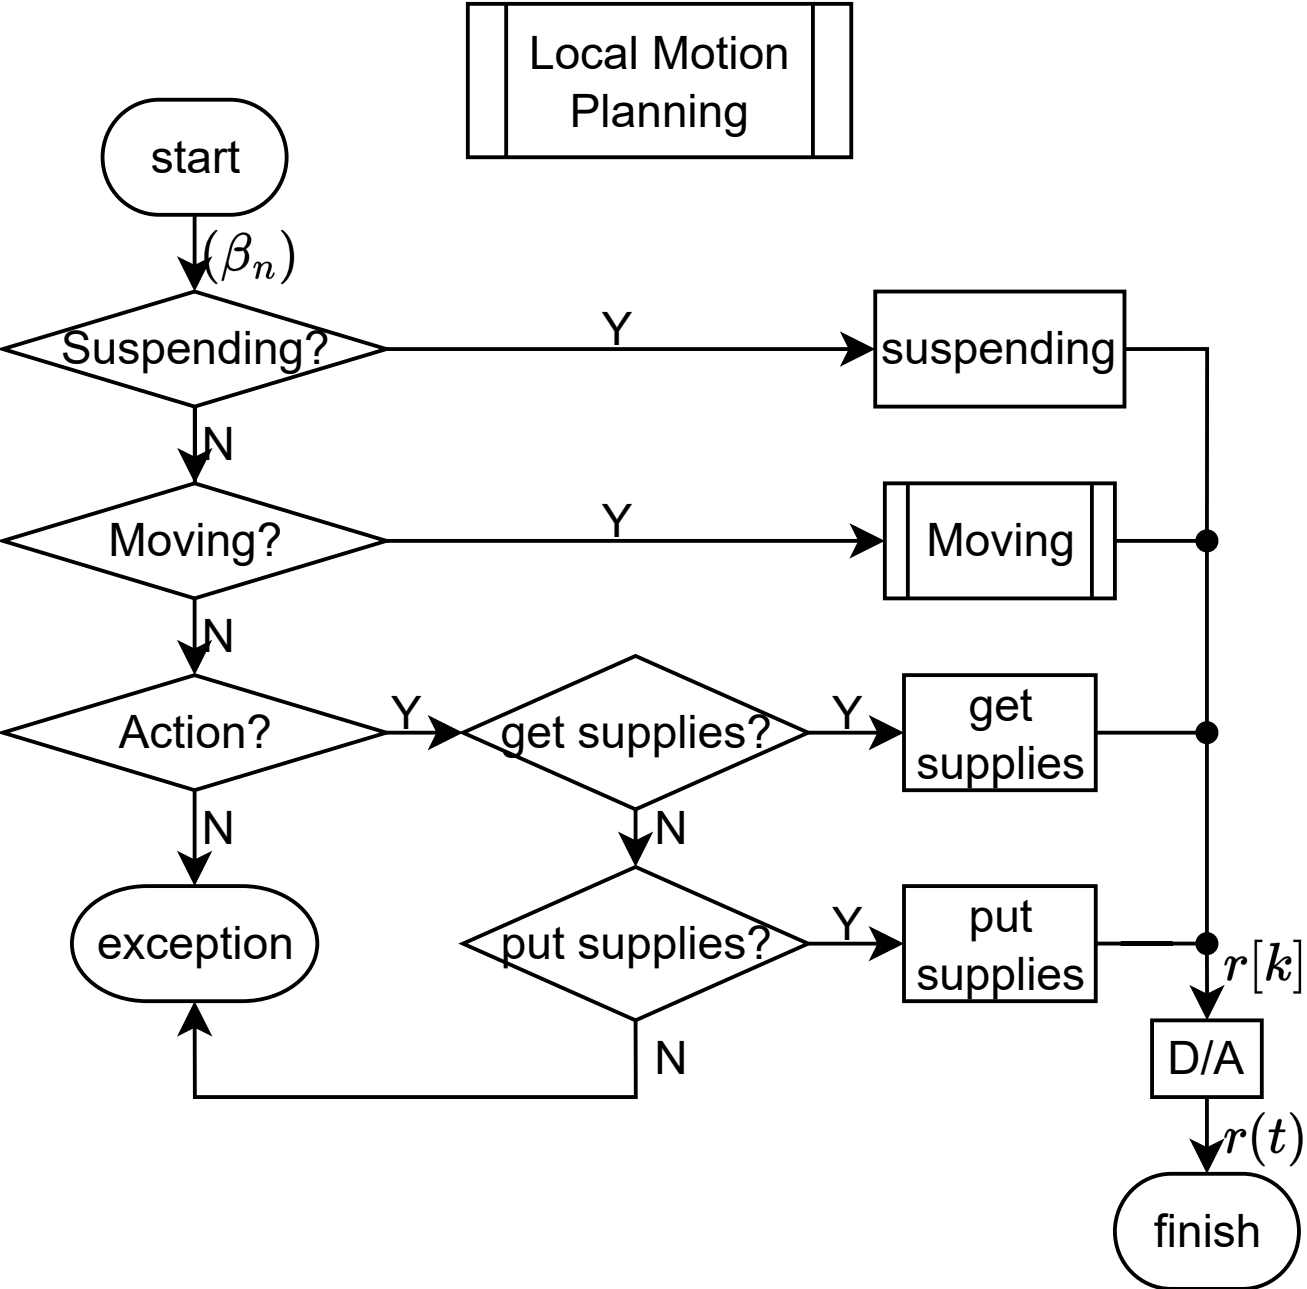 Local Motion
Planning
start
(βₙ)
Suspending?
Y
suspending
N
Moving?
Y
Moving
N
Action?
Y
get supplies?
Y
get
supplies
N
N
exception
put supplies?
Y
put
supplies
r[k]
N
D/A
r(t)
finish